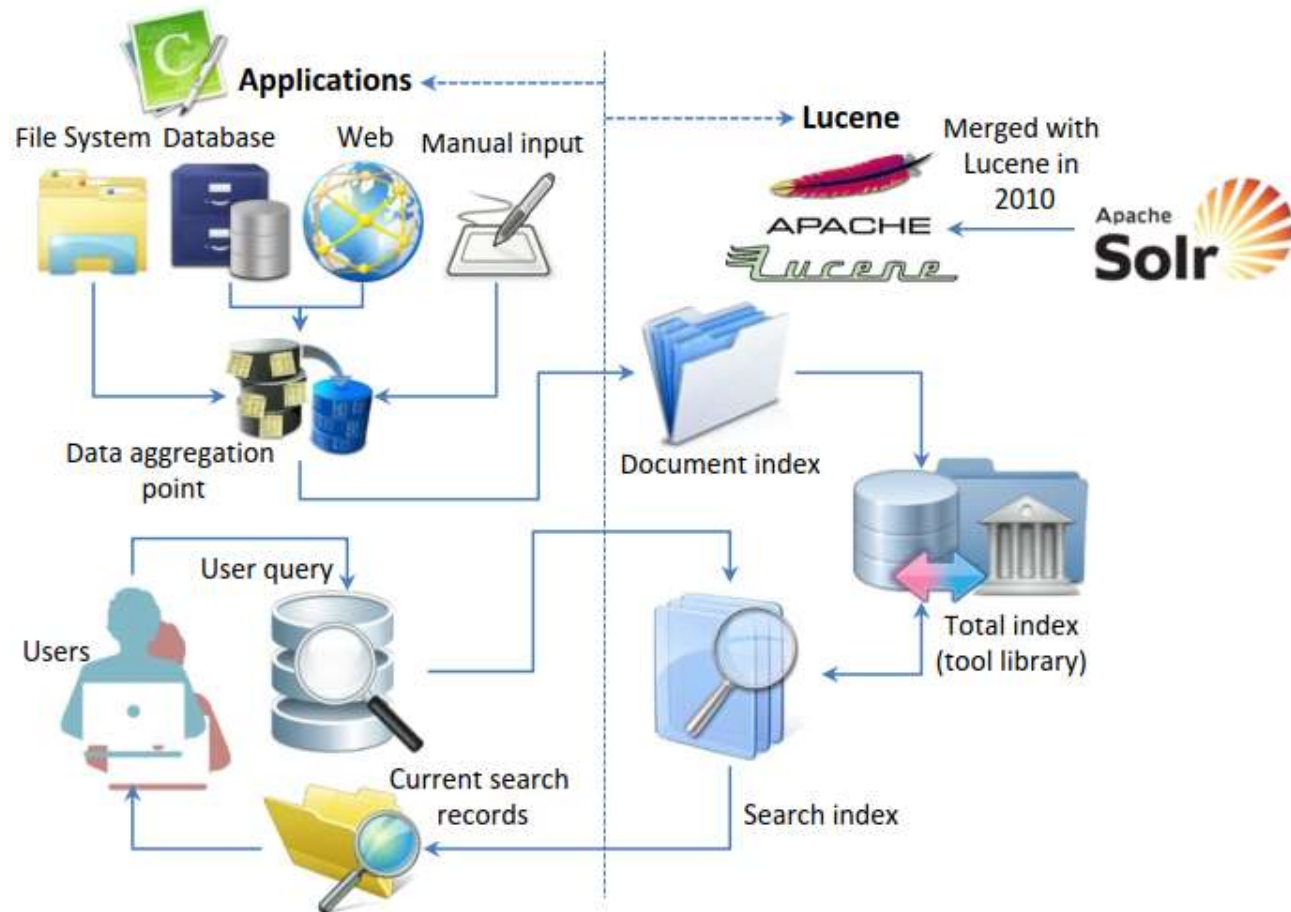 C
Applications
File System
Database
Web
Manual input
Lucene
Merged with
Lucene in
2010
APACHE
Lucene
Apache
Solr
Data aggregation
point
Document index
Total index
(tool library)
User query
Users
Current search
records
Search index